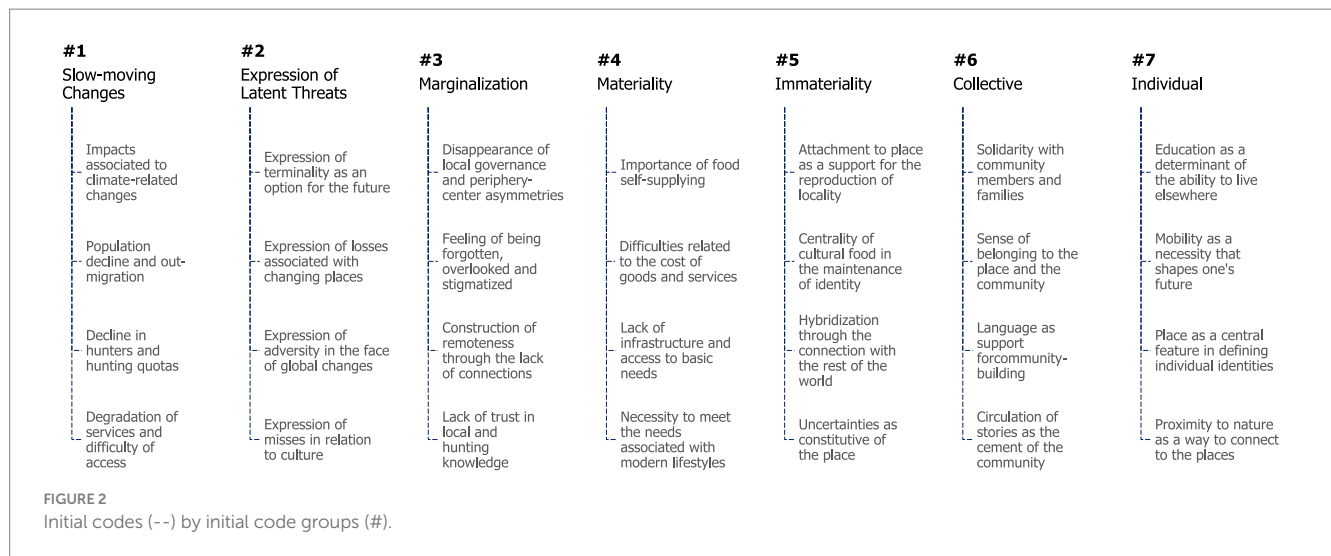 #1
Slow-moving
Changes
Impacts
associated to
climate-related
changes
Population
decline and out-
migration
Decline in
hunters and
hunting quotas
Degradation of
services and
difficulty of
access
#2
Expression of
Latent Threats
Expression of
terminality as an
option for the future
Expression of losses
associated with
changing places
Expression of
adversity in the face
of global changes
Expression of
misses in relation
to culture
#3
Marginalization
Disappearance of
local governance
and periphery-
center asymmetries
Feeling of being
forgotten,
overlooked and
stigmatized
Construction of
remoteness
through the lack
of connections
Lack of trust in
local and
hunting
knowledge
#4
Materiality
Importance of food
self-supplying
Difficulties related
to the cost of
goods and services
Lack of
infrastructure and
access to basic
needs
Necessity to meet
the needs
associated with
modern lifestyles
#5
Immateriality
Attachment to place
as a support for the
reproduction of
locality
Centrality of
cultural food in
the maintenance
of identity
Hybridization
through the
connection with
the rest of the
world
Uncertainties as
constitutive of
the place
#6
Collective
Solidarity with
community
members and
families
Sense of
belonging to the
place and the
community
Language as
support
forcommunity-
building
Circulation of
stories as the
cement of the
community
#7
Individual
Education as a
determinant of
the ability to live
elsewhere
Mobility as a
necessity that
shapes one's
future
Place as a central
feature in defining
individual identities
Proximity to nature
as a way to connect
to the places
FIGURE 2
Initial codes (--) by initial code groups (#).